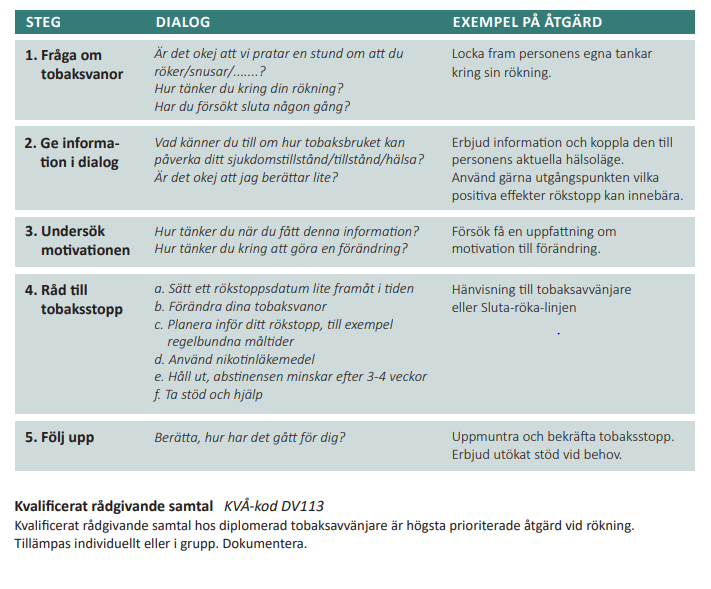 STEG DIALOG EXEMPEL PÅ ÅTGÄRD
1. Fråga om
tobaksvanor
Är det okej att vi pratar en stund om att du
röker/snusar/.......?
Hur tänker du kring din rökning?
Har du försökt sluta någon gång?
Locka fram personens egna tankar
kring sin rökning.
2. Ge informa-
tion i dialog
Vad känner du till om hur tobaksbruket kan
påverka ditt sjukdomstillstånd/tillstånd/hälsa?
Är det okej att jag berättar lite?
Erbjud information och koppla den till
personens aktuella hälsoläge.
Använd gärna utgångspunkten vilka
positiva effekter rökstopp kan innebära.
3. Undersök
motivationen
Hur tänker du när du fått denna information?
Hur tänker du kring att göra en förändring?
Försök få en uppfattning om
motivation till förändring.
4. Råd till
tobaksstopp
a. Sätt ett rökstoppsdatum lite framåt i tiden
b. Förändra dina tobaksvanor
c. Planera inför ditt rökstopp, till exempel
regelbundna måltider
d. Använd nikotinläkemedel
e. Håll ut, abstinensen minskar efter 3-4 veckor
f. Ta stöd och hjälp
Hänvisning till tobaksavvänjare
eller Sluta-röka-linjen
5. Följ upp
Berätta, hur har det gått för dig?
Uppmuntra och bekräfta tobaksstopp.
Erbjud utökat stöd vid behov.
Kvalificerat rådgivande samtal KVÅ-kod DV113
Kvalificerat rådgivande samtal hos diplomerad tobaksavvänjare är högsta prioriterade åtgärd vid rökning.
Tillämpas individuellt eller i grupp. Dokumentera.